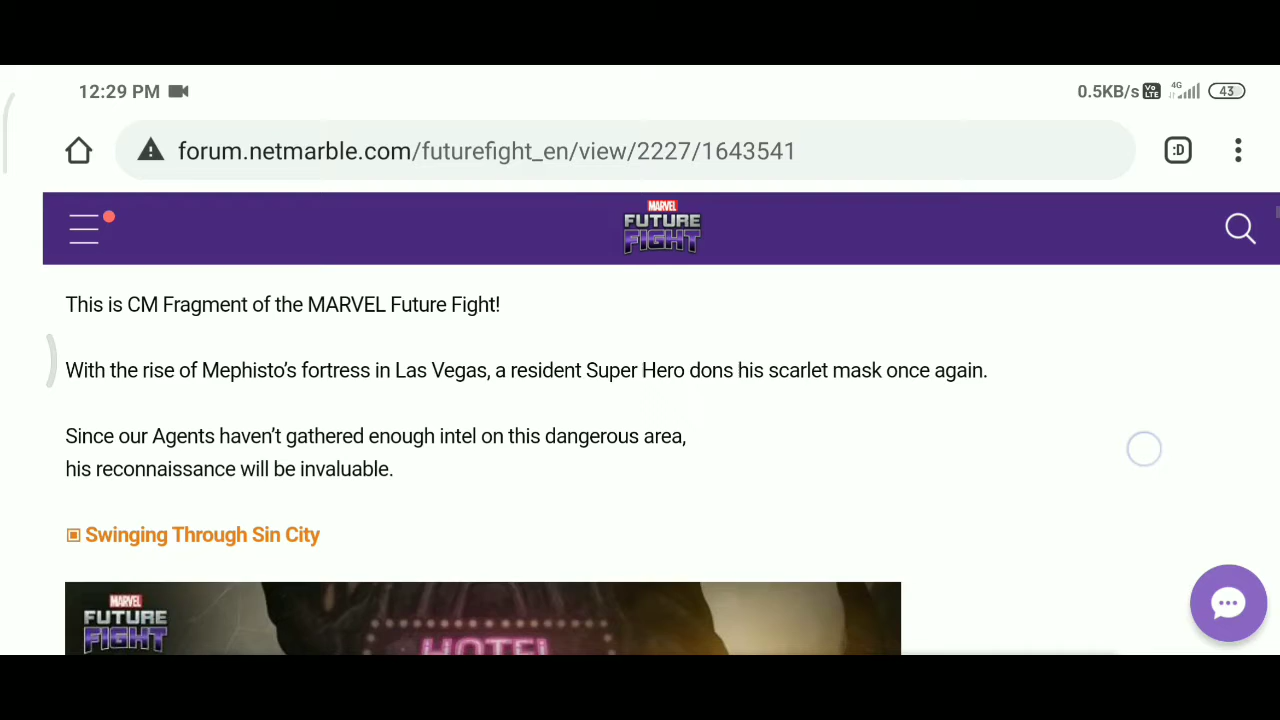 12:29 PM
0.5KB/s Vo LTE 4G 43
forum.netmarble.com/futurefight_en/view/2227/1643541
:D
MARVEL
FUTURE
FIGHT
This is CM Fragment of the MARVEL Future Fight!
With the rise of Mephisto’s fortress in Las Vegas, a resident Super Hero dons his scarlet mask once again.
Since our Agents haven’t gathered enough intel on this dangerous area,
his reconnaissance will be invaluable.
Swinging Through Sin City
MARVEL
FUTURE
FIGHT
HOTEL